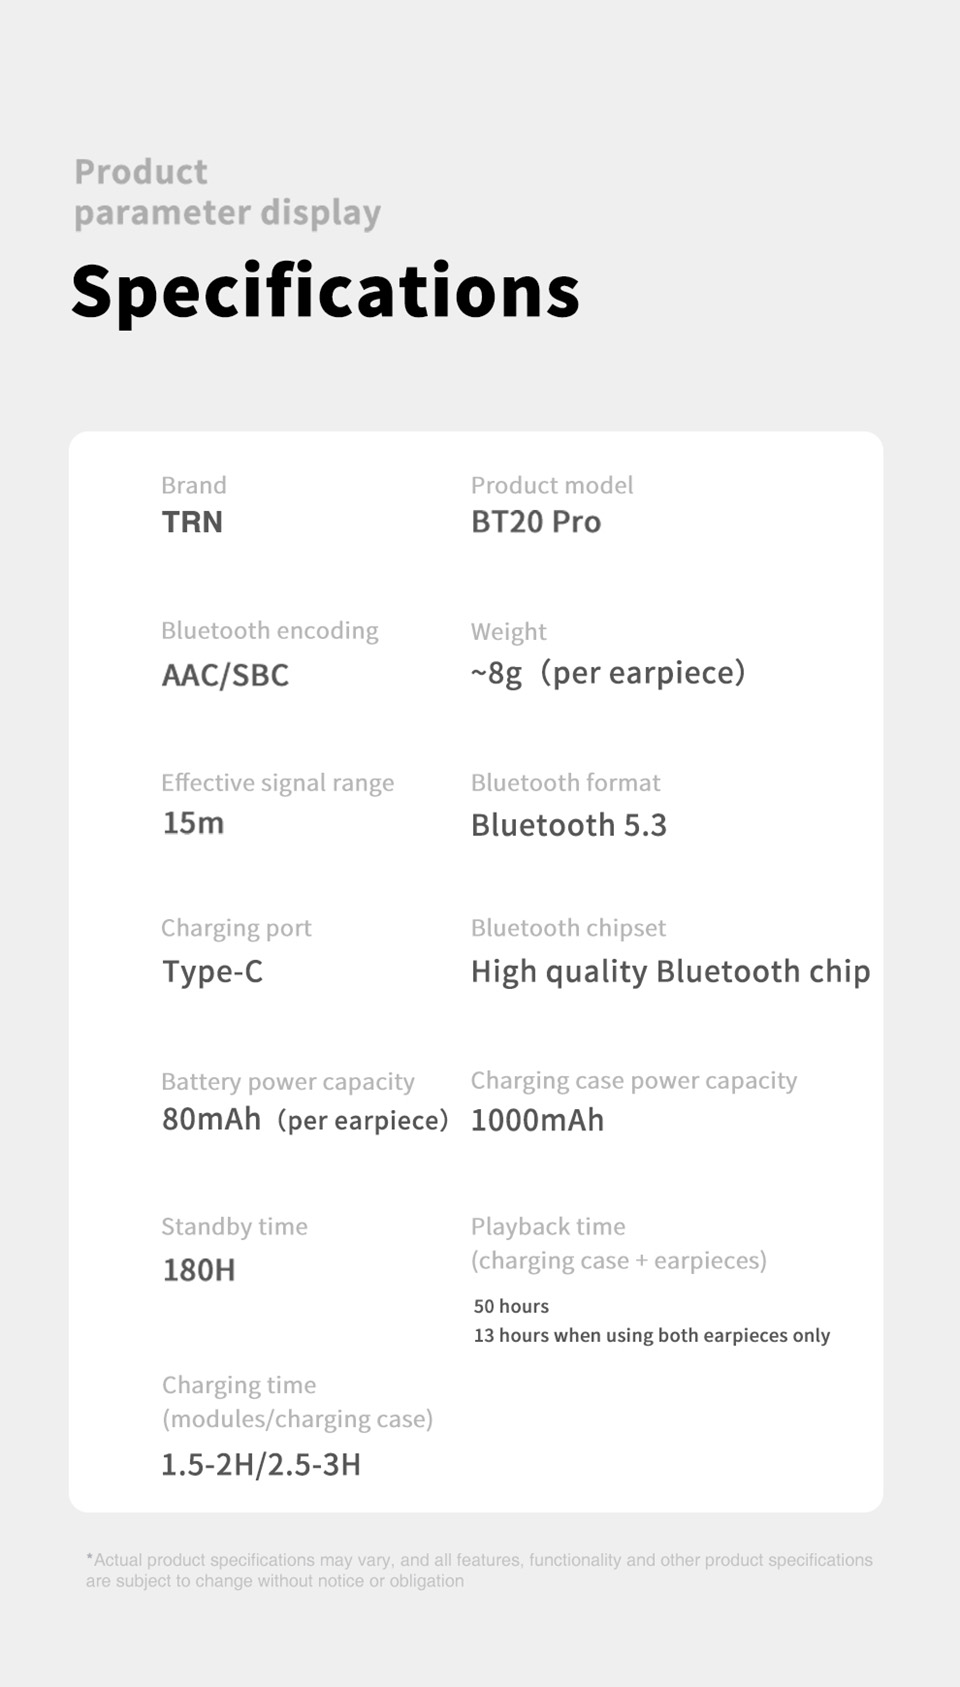 Product
parameter display
Specifications
Brand
TRN
Product model
BT20 Pro
Bluetooth encoding
AAC/SBC
Weight
~8g（per earpiece）
Effective signal range
15m
Bluetooth format
Bluetooth 5.3
Charging port
Type-C
Bluetooth chipset
High quality Bluetooth chip
Battery power capacity
80mAh（per earpiece）
Charging case power capacity
1000mAh
Standby time
180H
Playback time
(charging case + earpieces)
50 hours
13 hours when using both earpieces only
Charging time
(modules/charging case)
1.5-2H/2.5-3H
*Actual product specifications may vary, and all features, functionality and other product specifications
are subject to change without notice or obligation